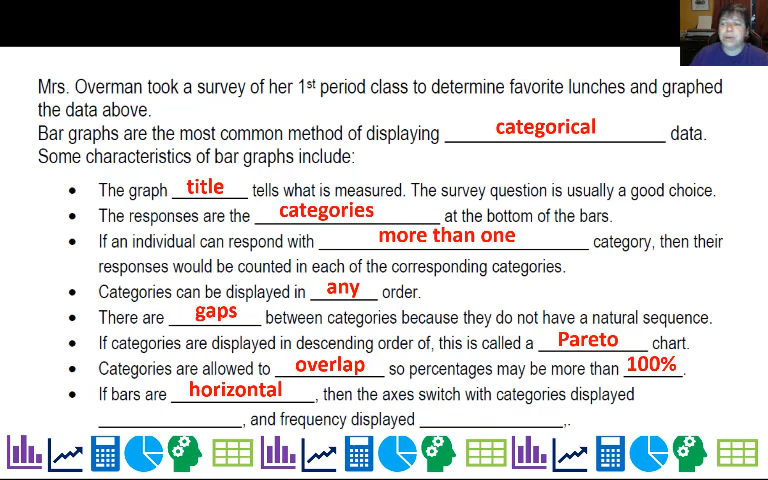 Mrs. Overman took a survey of her 1st period class to determine favorite lunches and graphed
the data above.
Bar graphs are the most common method of displaying categorical data.
Some characteristics of bar graphs include:
• The graph title tells what is measured. The survey question is usually a good choice.
• The responses are the categories at the bottom of the bars.
• If an individual can respond with more than one category, then their
responses would be counted in each of the corresponding categories.
• Categories can be displayed in any order.
• There are gaps between categories because they do not have a natural sequence.
• If categories are displayed in descending order of, this is called a Pareto chart.
• Categories are allowed to overlap so percentages may be more than 100%.
• If bars are horizontal, then the axes switch with categories displayed
_______________, and frequency displayed _______________,.